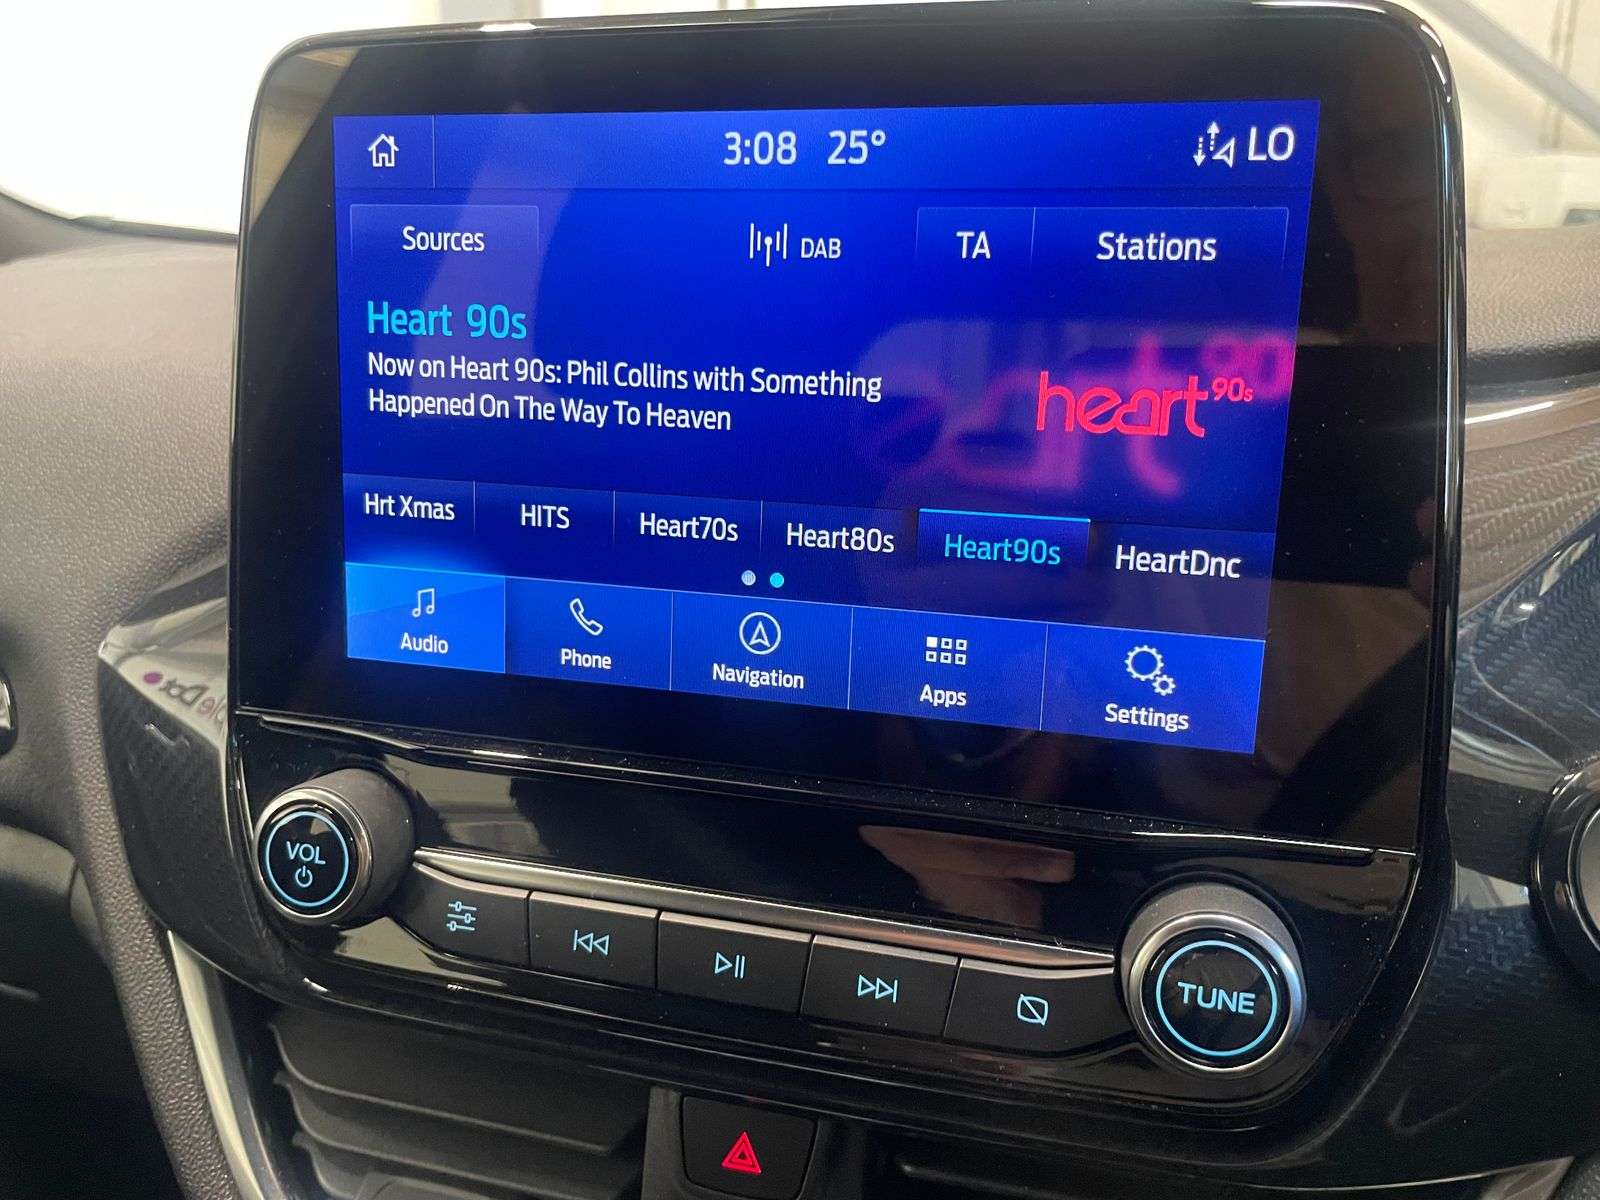 3:08 25° LO
Sources DAB TA Stations
Heart 90s
Now on Heart 90s: Phil Collins with Something
Happened On The Way To Heaven
heart 90s
Hrt Xmas HITS Heart70s Heart80s Heart90s HeartDnc
Audio Phone Navigation Apps Settings
VOL
TUNE